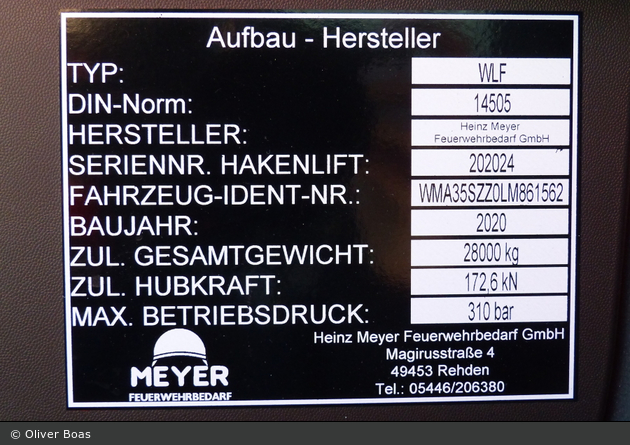 Aufbau - Hersteller
TYP: WLF
DIN-Norm: 14505
HERSTELLER: Heinz Meyer
Feuerwehrbedarf GmbH
SERIENNR. HAKENLIFT: 202024
FAHRZEUG-IDENT-NR.: WMA35SZZ0LM861562
BAUJAHR: 2020
ZUL. GESAMTGEWICHT: 28000 kg
ZUL. HUBKRAFT: 172,6 kN
MAX. BETRIEBSDRUCK: 310 bar
Heinz Meyer Feuerwehrbedarf GmbH
Magirusstraße 4
49453 Rehden
Tel.: 05446/206380
MEYER
FEUERWEHRBEDARF
© Oliver Boas